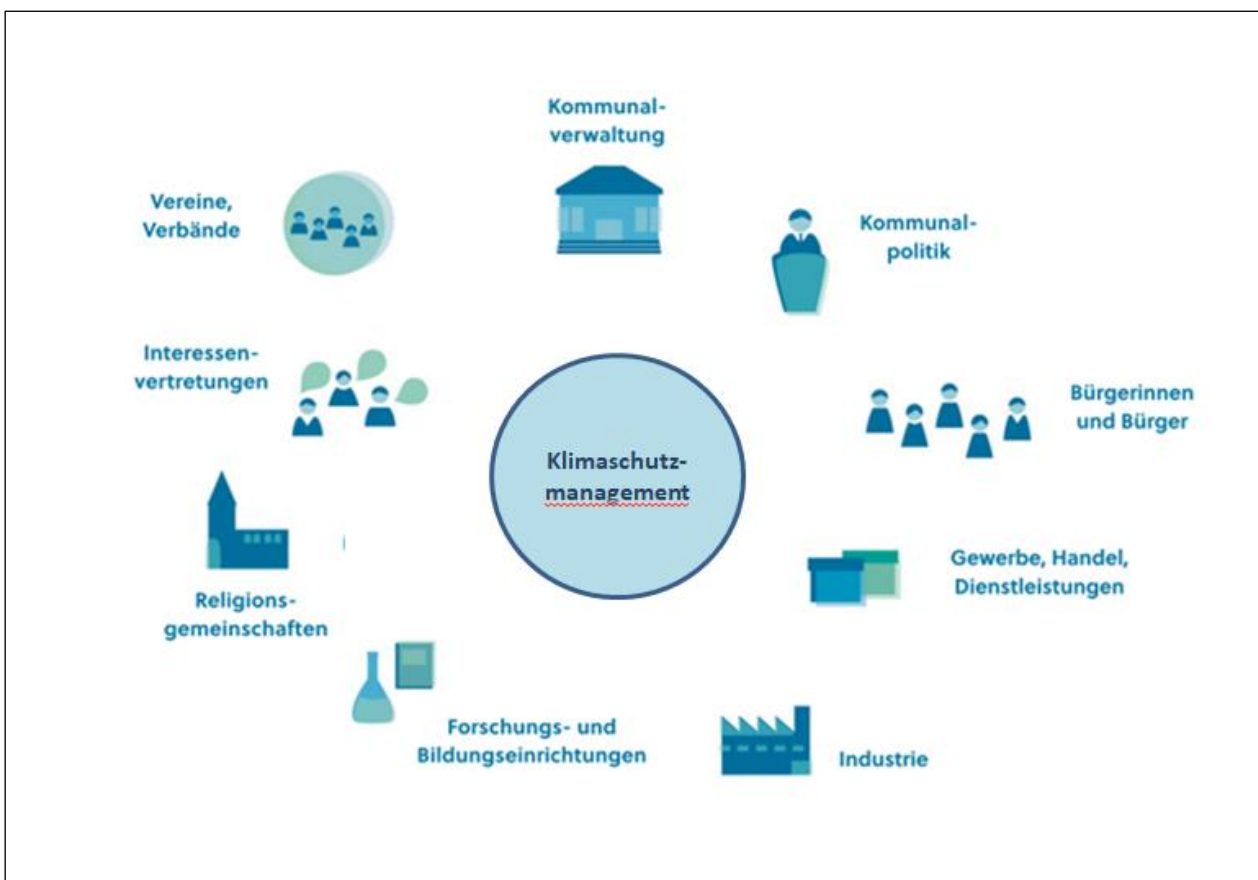 Kommunal-
verwaltung
Vereine,
Verbände
Kommunal-
politik
Interessen-
vertretungen
Bürgerinnen
und Bürger
Klimaschutz-
management
Gewerbe, Handel,
Dienstleistungen
Religions-
gemeinschaften
Forschungs- und
Bildungseinrichtungen
Industrie